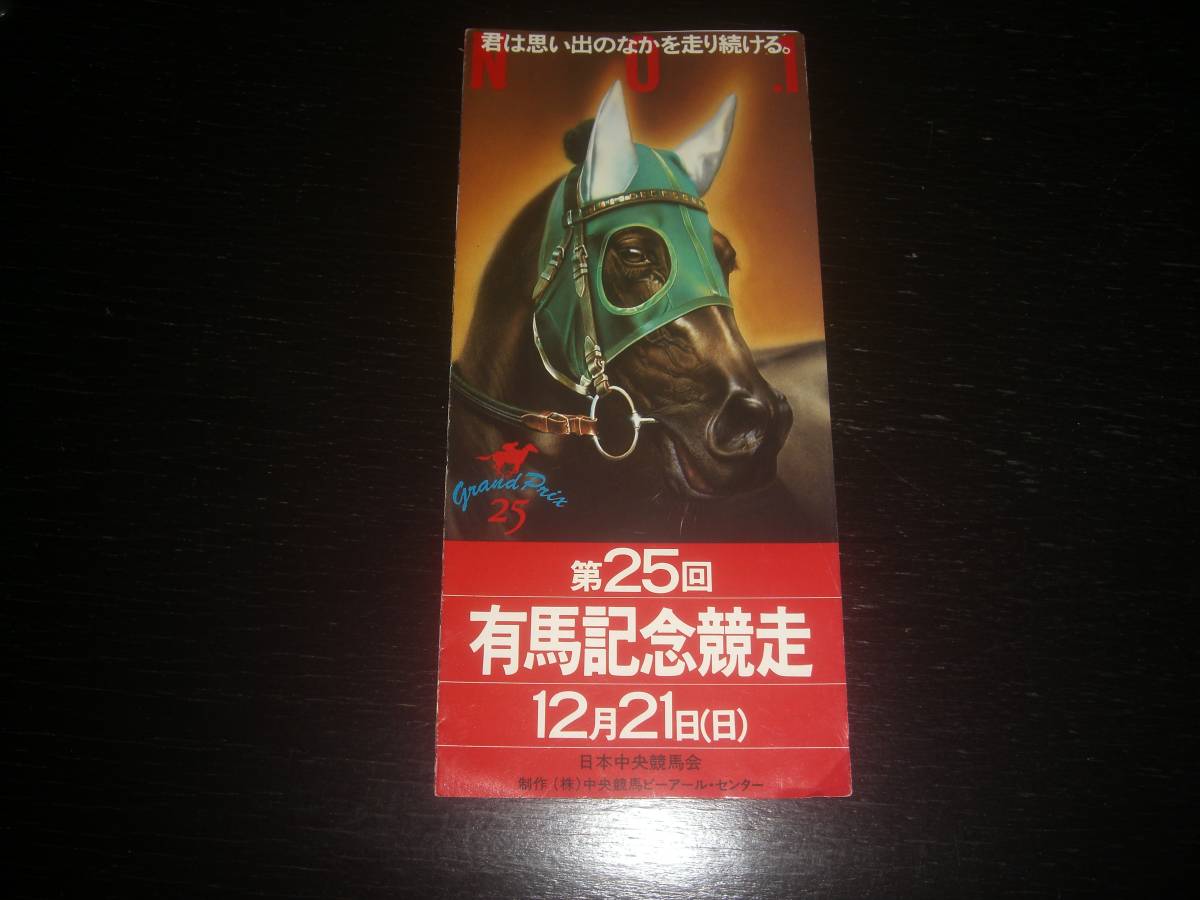 君は思い出のなかを走り続ける。
NO.1
Grand Prix
25
第25回
有馬記念競走
12月21日(日)
日本中央競馬会
制作(株)中央競馬ピーアール・センター